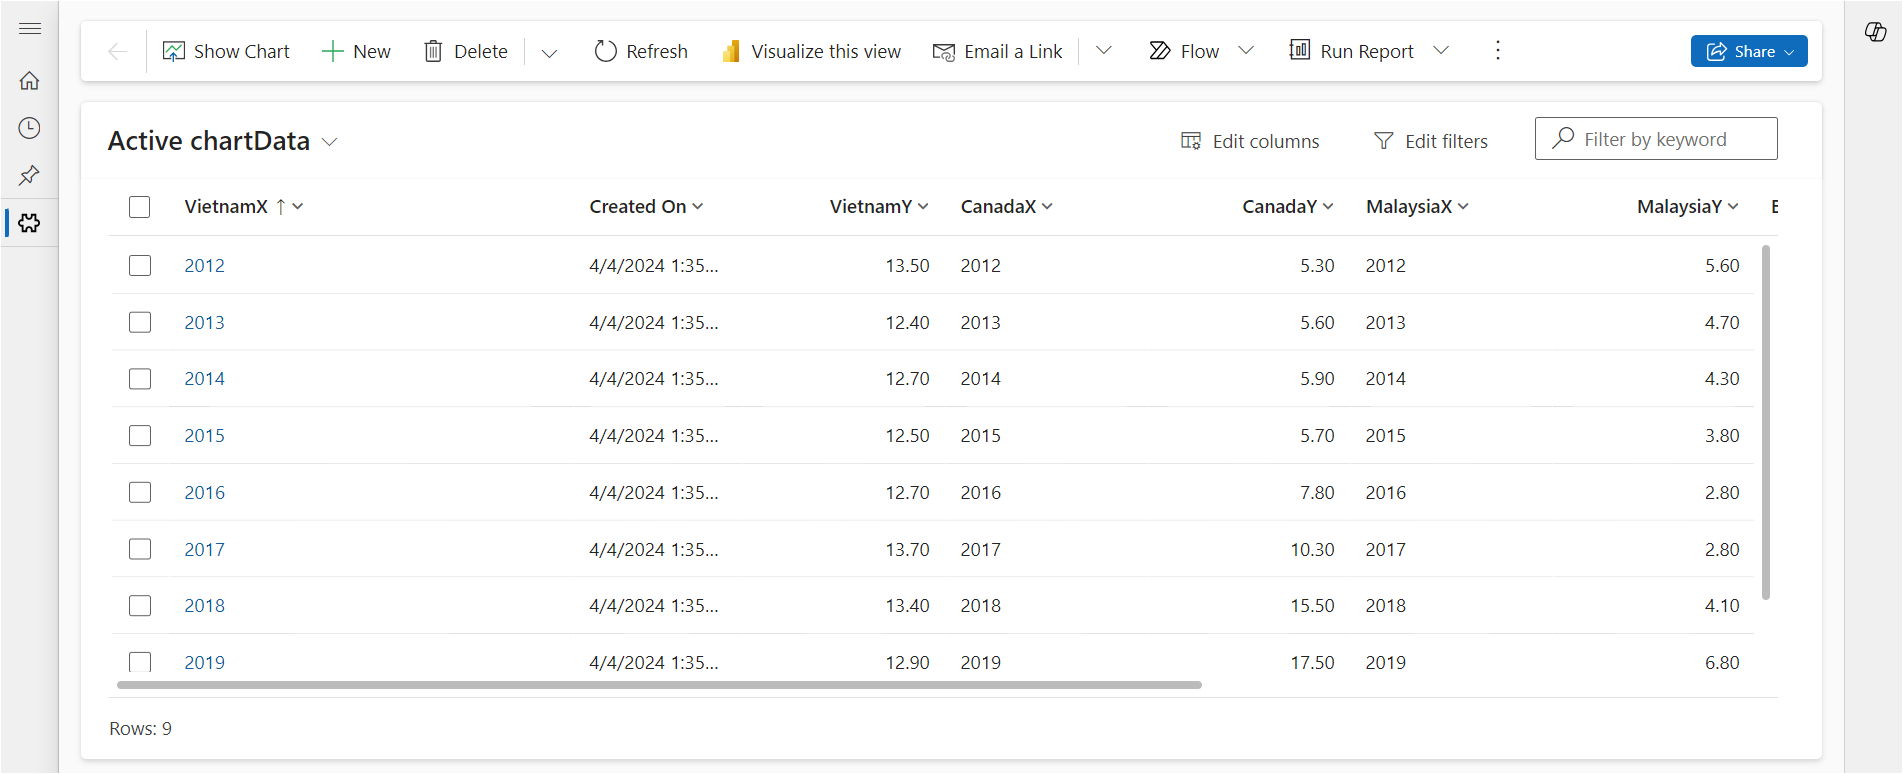 Show Chart New Delete Refresh Visualize this view Email a Link Flow Run Report Share
Active chartData Edit columns Edit filters Filter by keyword
VietnamX Created On VietnamY CanadaX CanadaY MalaysiaX MalaysiaY
2012 4/4/2024 1:35... 13.50 2012 5.30 2012 5.60
2013 4/4/2024 1:35... 12.40 2013 5.60 2013 4.70
2014 4/4/2024 1:35... 12.70 2014 5.90 2014 4.30
2015 4/4/2024 1:35... 12.50 2015 5.70 2015 3.80
2016 4/4/2024 1:35... 12.70 2016 7.80 2016 2.80
2017 4/4/2024 1:35... 13.70 2017 10.30 2017 2.80
2018 4/4/2024 1:35... 13.40 2018 15.50 2018 4.10
2019 4/4/2024 1:35... 12.90 2019 17.50 2019 6.80
Rows: 9